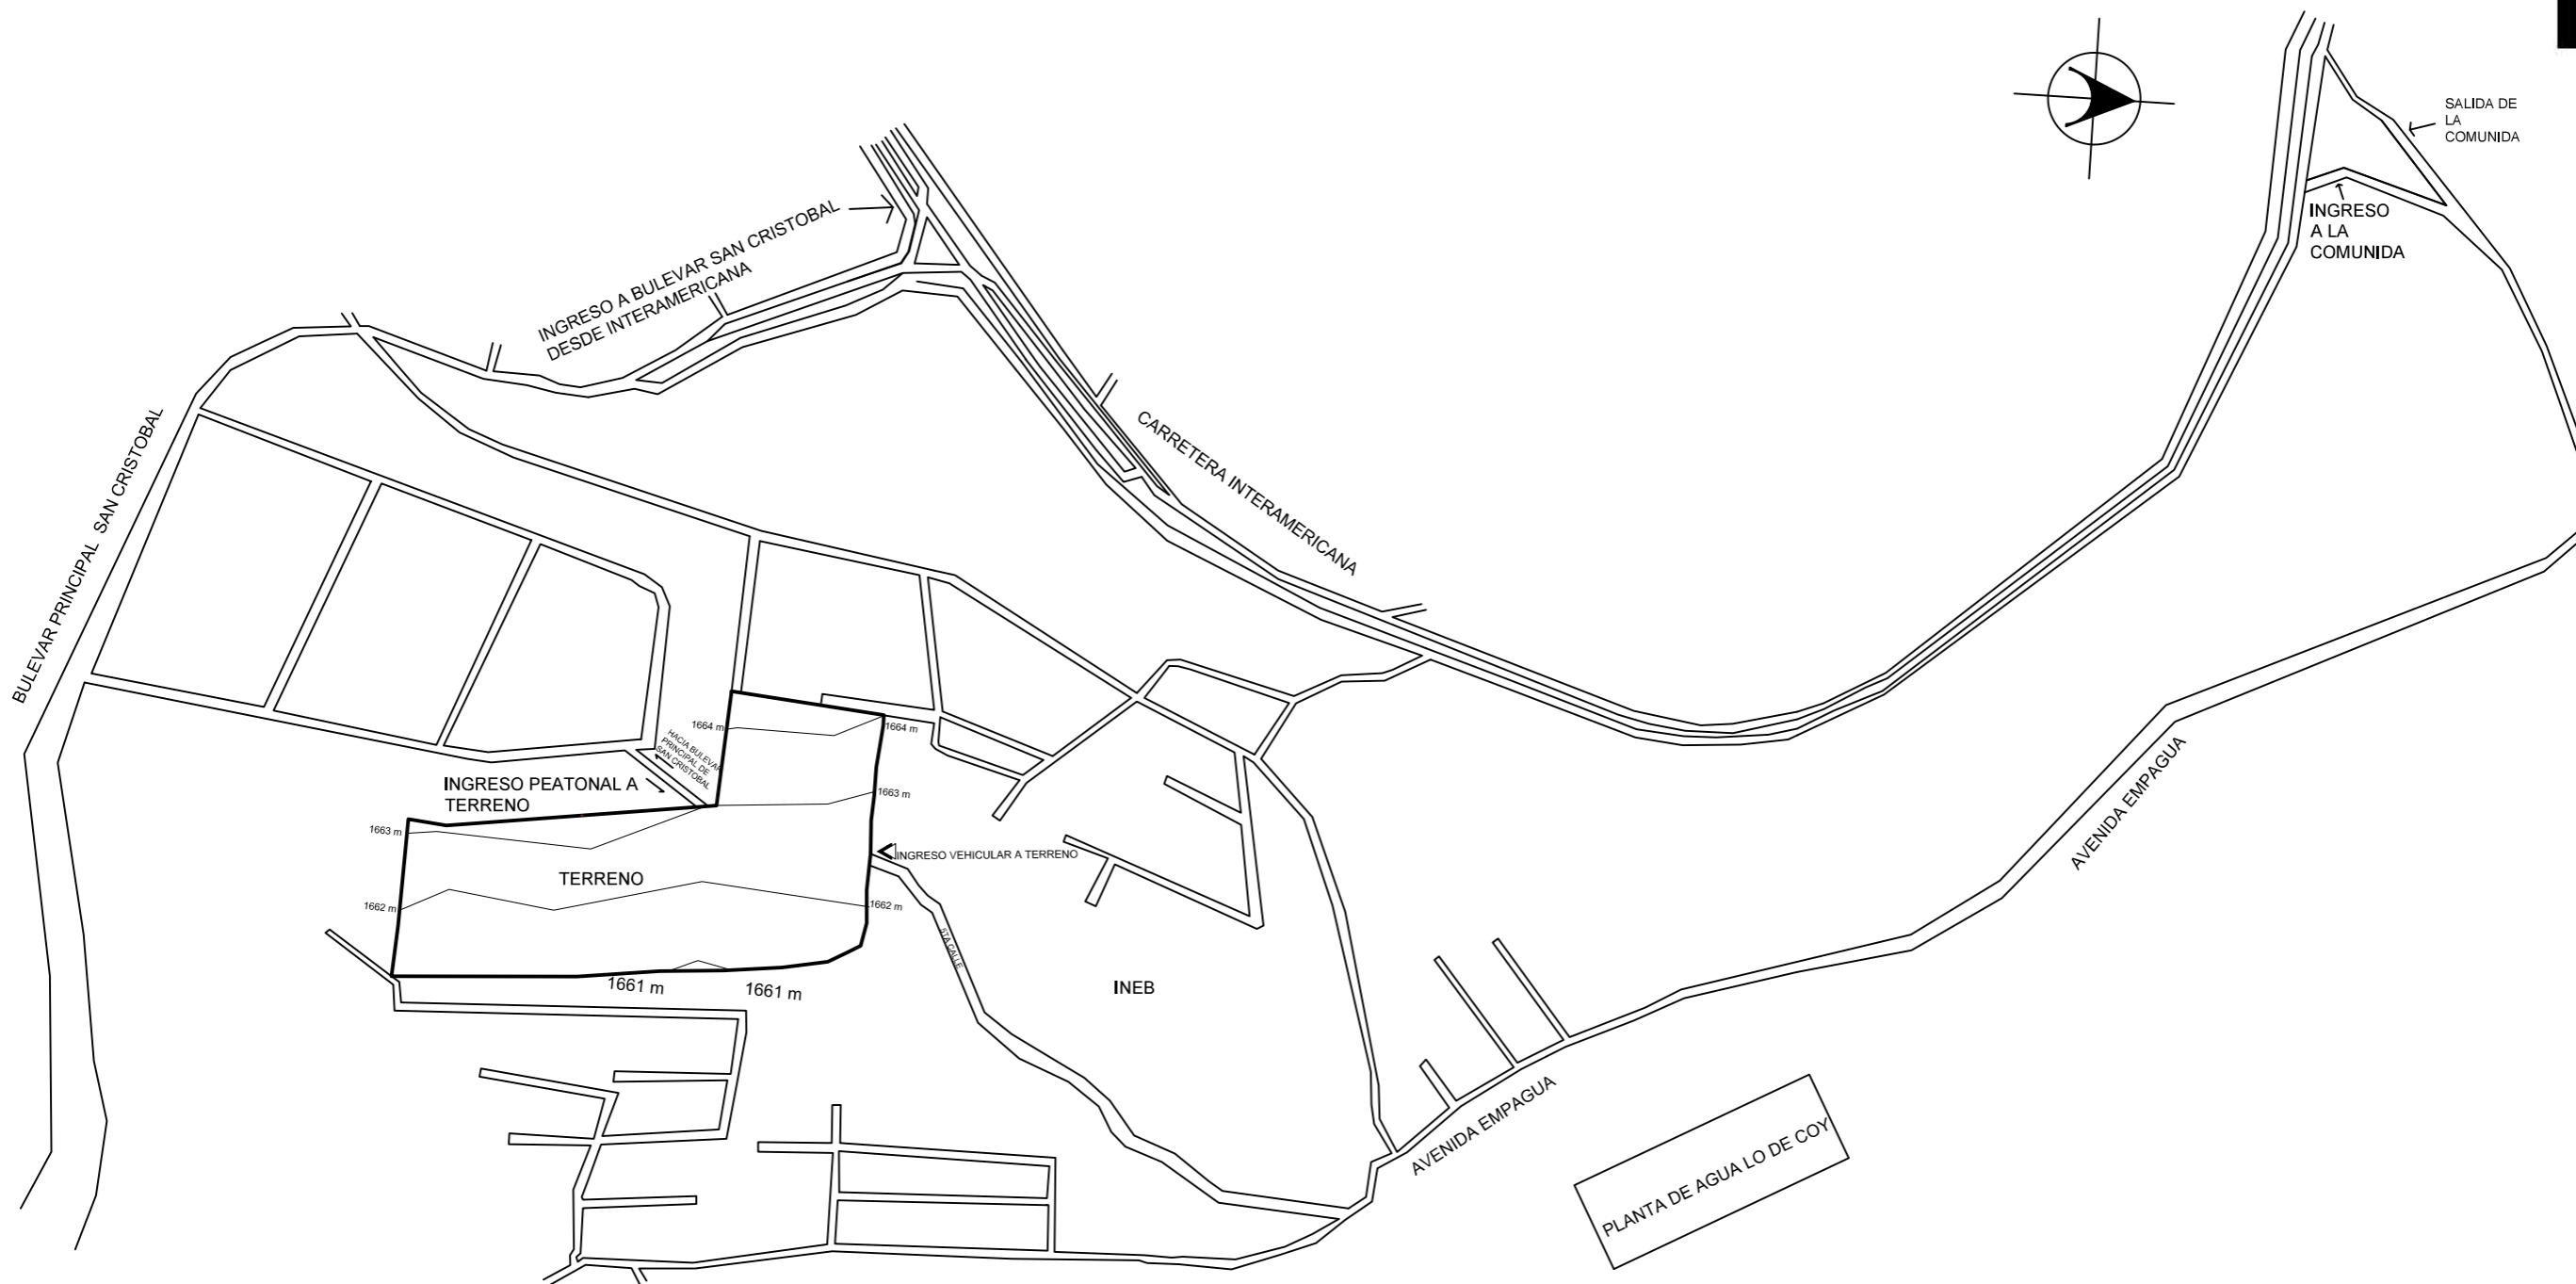 SALIDA DE
LA
COMUNIDA
INGRESO
A LA
COMUNIDA
INGRESO A BULEVAR SAN CRISTOBAL
DESDE INTERAMERICANA
CARRETERA INTERAMERICANA
BULEVAR PRINCIPAL SAN CRISTOBAL
1664 m
1664 m
HACIA BULEVAR
PRINCIPAL DE
SAN CRISTOBAL
INGRESO PEATONAL A
TERRENO
1663 m
1663 m
INGRESO VEHICULAR A TERRENO
TERRENO
1662 m
1662 m
5TA CALLE
1661 m
1661 m
INEB
AVENIDA EMPAGUA
AVENIDA EMPAGUA
PLANTA DE AGUA LO DE COY